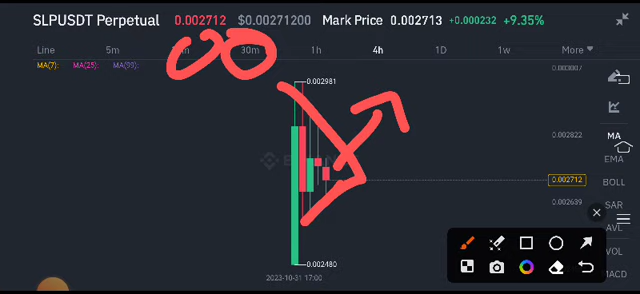 SLPUSDT Perpetual 0.002712 $0.00271200 Mark Price 0.002713 +0.000232 +9.35%
Line 5m 30m 1h 4h 1D 1w More
MA(7): MA(25): MA(99):
0.003007
0.002981
0.002822
MA
EMA
0.002712
BOLL
0.002639
SAR
AVL
VOL
0.002480
MACD
2023-10-31 17:00